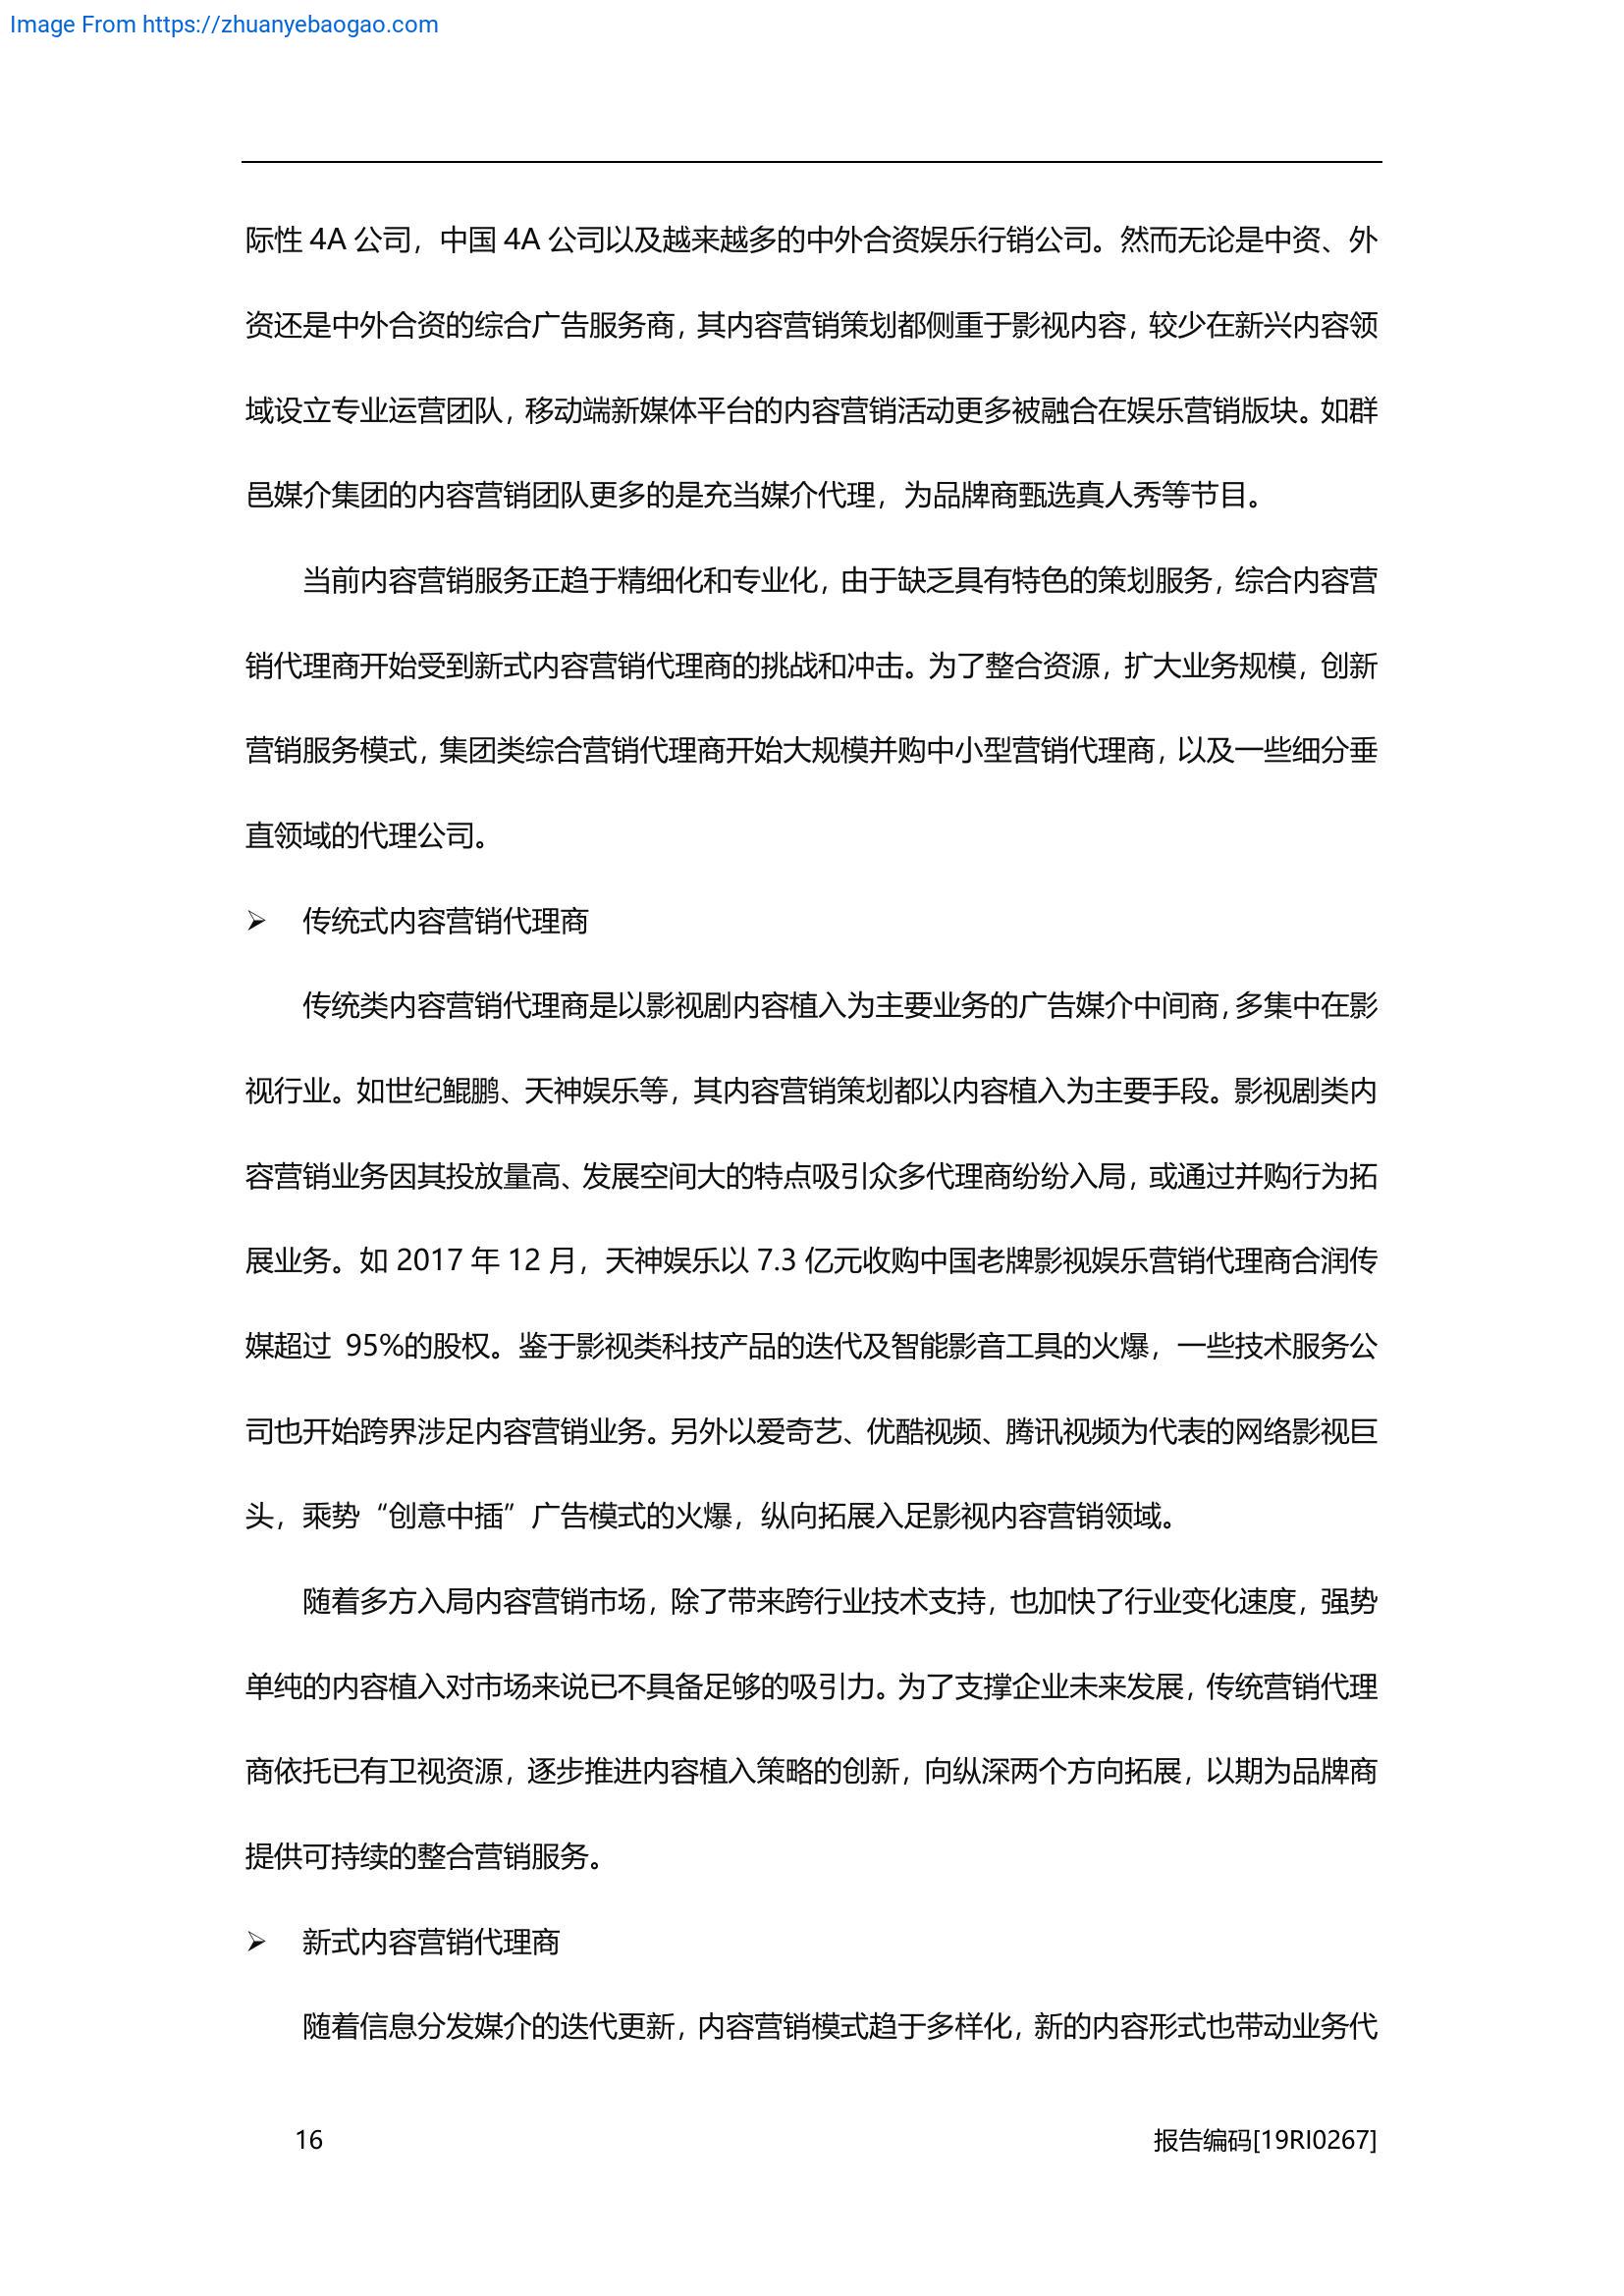 Image From https://zhuanyebaogao.com
际性 4A 公司，中国 4A 公司以及越来越多的中外合资娱乐行销公司。然而无论是中资、外
资还是中外合资的综合广告服务商，其内容营销策划都侧重于影视内容，较少在新兴内容领
域设立专业运营团队，移动端新媒体平台的内容营销活动更多被融合在娱乐营销版块。如群
邑媒介集团的内容营销团队更多的是充当媒介代理，为品牌商甄选真人秀等节目。
当前内容营销服务正趋于精细化和专业化，由于缺乏具有特色的策划服务，综合内容营
销代理商开始受到新式内容营销代理商的挑战和冲击。为了整合资源，扩大业务规模，创新
营销服务模式，集团类综合营销代理商开始大规模并购中小型营销代理商，以及一些细分垂
直领域的代理公司。
➢ 传统式内容营销代理商
传统类内容营销代理商是以影视剧内容植入为主要业务的广告媒介中间商，多集中在影
视行业。如世纪鲲鹏、天神娱乐等，其内容营销策划都以内容植入为主要手段。影视剧类内
容营销业务因其投放量高、发展空间大的特点吸引众多代理商纷纷入局，或通过并购行为拓
展业务。如 2017 年 12 月，天神娱乐以 7.3 亿元收购中国老牌影视娱乐营销代理商合润传
媒超过 95%的股权。鉴于影视类科技产品的迭代及智能影音工具的火爆，一些技术服务公
司也开始跨界涉足内容营销业务。另外以爱奇艺、优酷视频、腾讯视频为代表的网络影视巨
头，乘势“创意中插”广告模式的火爆，纵向拓展入足影视内容营销领域。
随着多方入局内容营销市场，除了带来跨行业技术支持，也加快了行业变化速度，强势
单纯的内容植入对市场来说已不具备足够的吸引力。为了支撑企业未来发展，传统营销代理
商依托已有卫视资源，逐步推进内容植入策略的创新，向纵深两个方向拓展，以期为品牌商
提供可持续的整合营销服务。
➢ 新式内容营销代理商
随着信息分发媒介的迭代更新，内容营销模式趋于多样化，新的内容形式也带动业务代
16 报告编码[19RI0267]